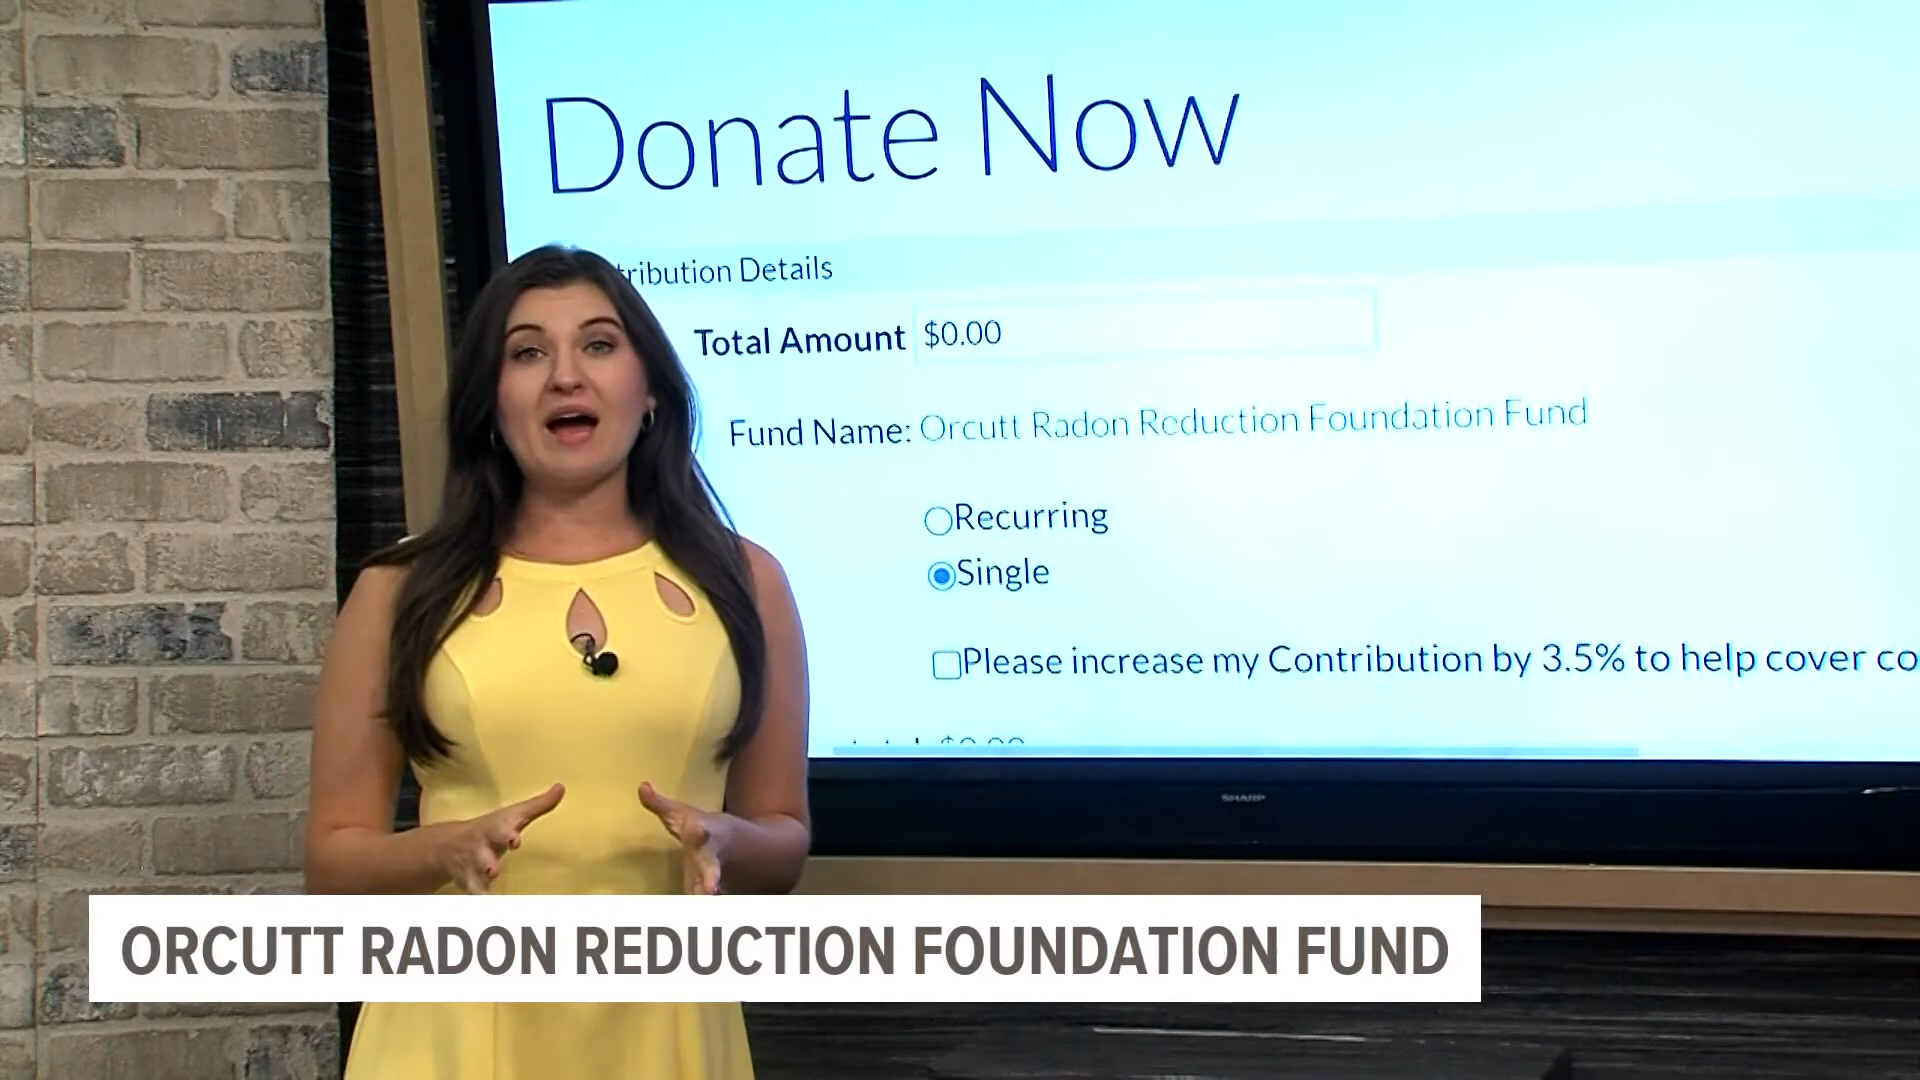 Donate Now
tribution Details
Total Amount $0.00
Fund Name: Orcutt Radon Reduction Foundation Fund
Recurring
Single
Please increase my Contribution by 3.5% to help cover co
SHARP
ORCUTT RADON REDUCTION FOUNDATION FUND